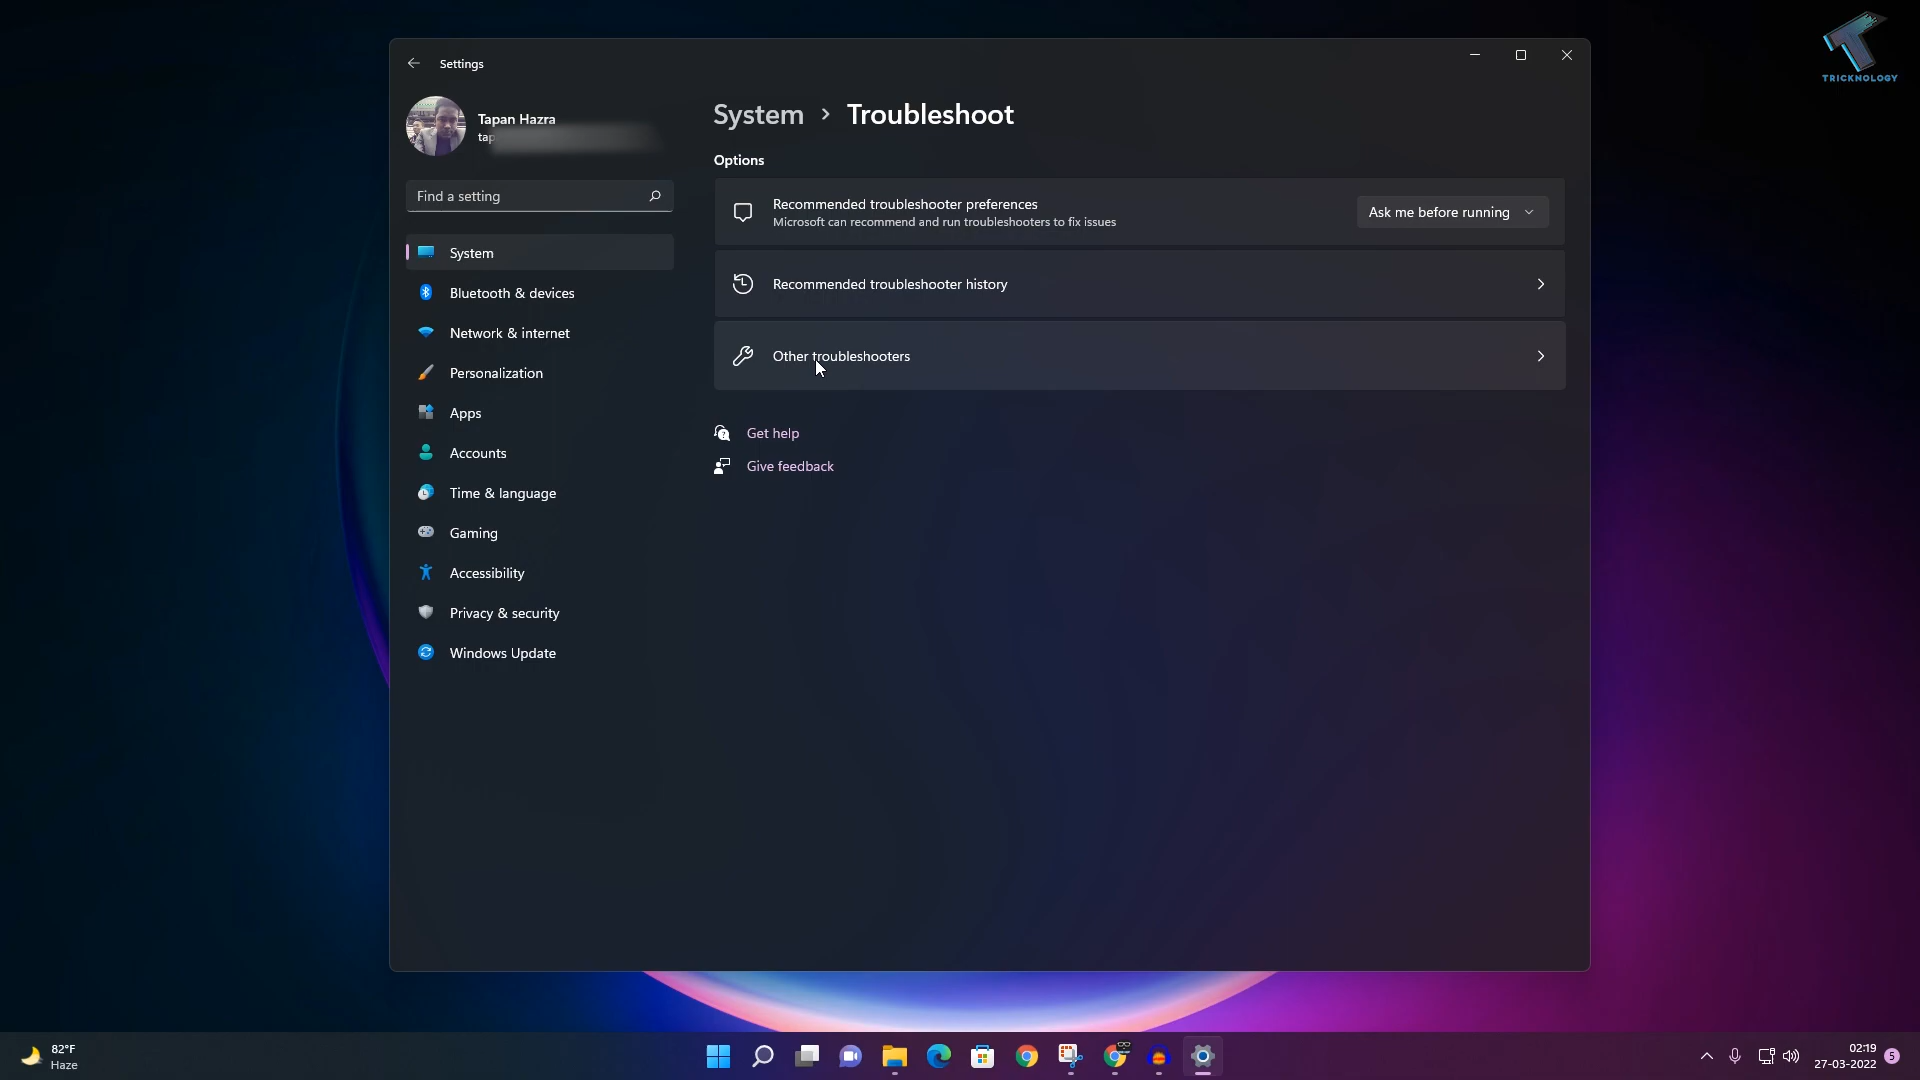 TRICKNOLOGY
Settings
Tapan Hazra
tap
Find a setting
System
Bluetooth & devices
Network & internet
Personalization
Apps
Accounts
Time & language
Gaming
Accessibility
Privacy & security
Windows Update
System > Troubleshoot
Options
Recommended troubleshooter preferences
Microsoft can recommend and run troubleshooters to fix issues
Ask me before running
Recommended troubleshooter history
Other troubleshooters
Get help
Give feedback
82°F
Haze
02:19
27-03-2022
5